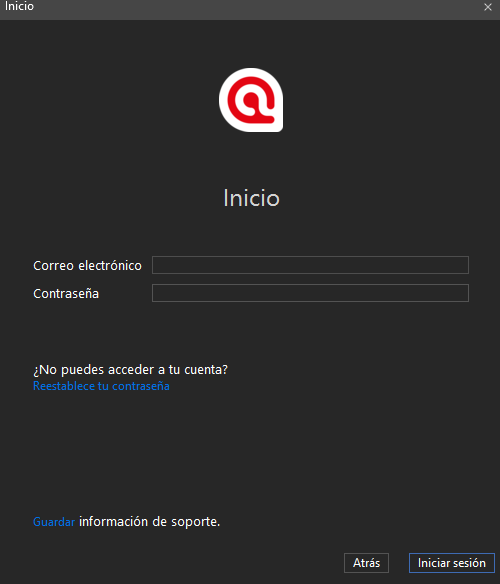 Inicio
Inicio
Correo electrónico
Contraseña
¿No puedes acceder a tu cuenta?
Reestablece tu contraseña
Guardar información de soporte.
Atrás
Iniciar sesión